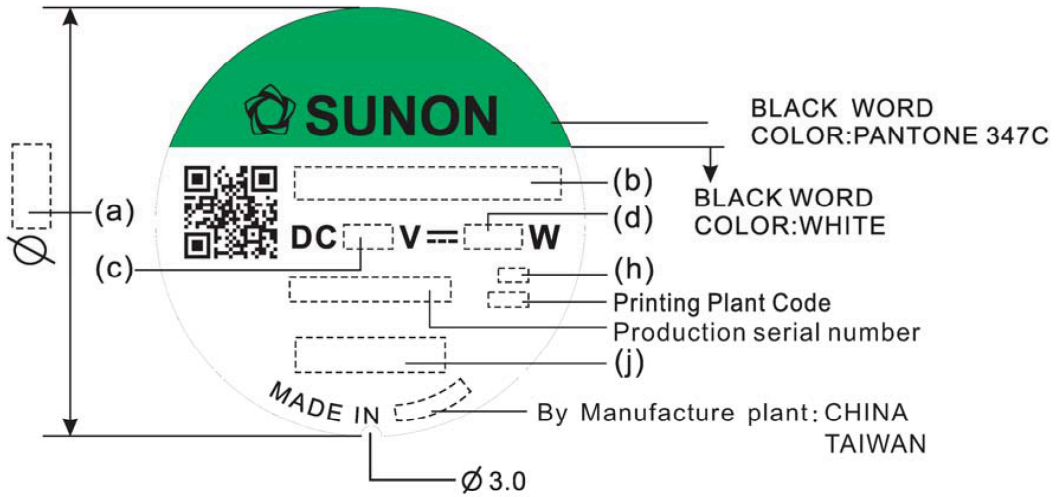 SUNON
BLACK WORD
COLOR:PANTONE 347C
(b)
BLACK WORD
COLOR:WHITE
(a)
Ø
(d)
DC V W
(c)
(h)
Printing Plant Code
Production serial number
(j)
MADE IN
By Manufacture plant: CHINA
TAIWAN
Ø 3.0